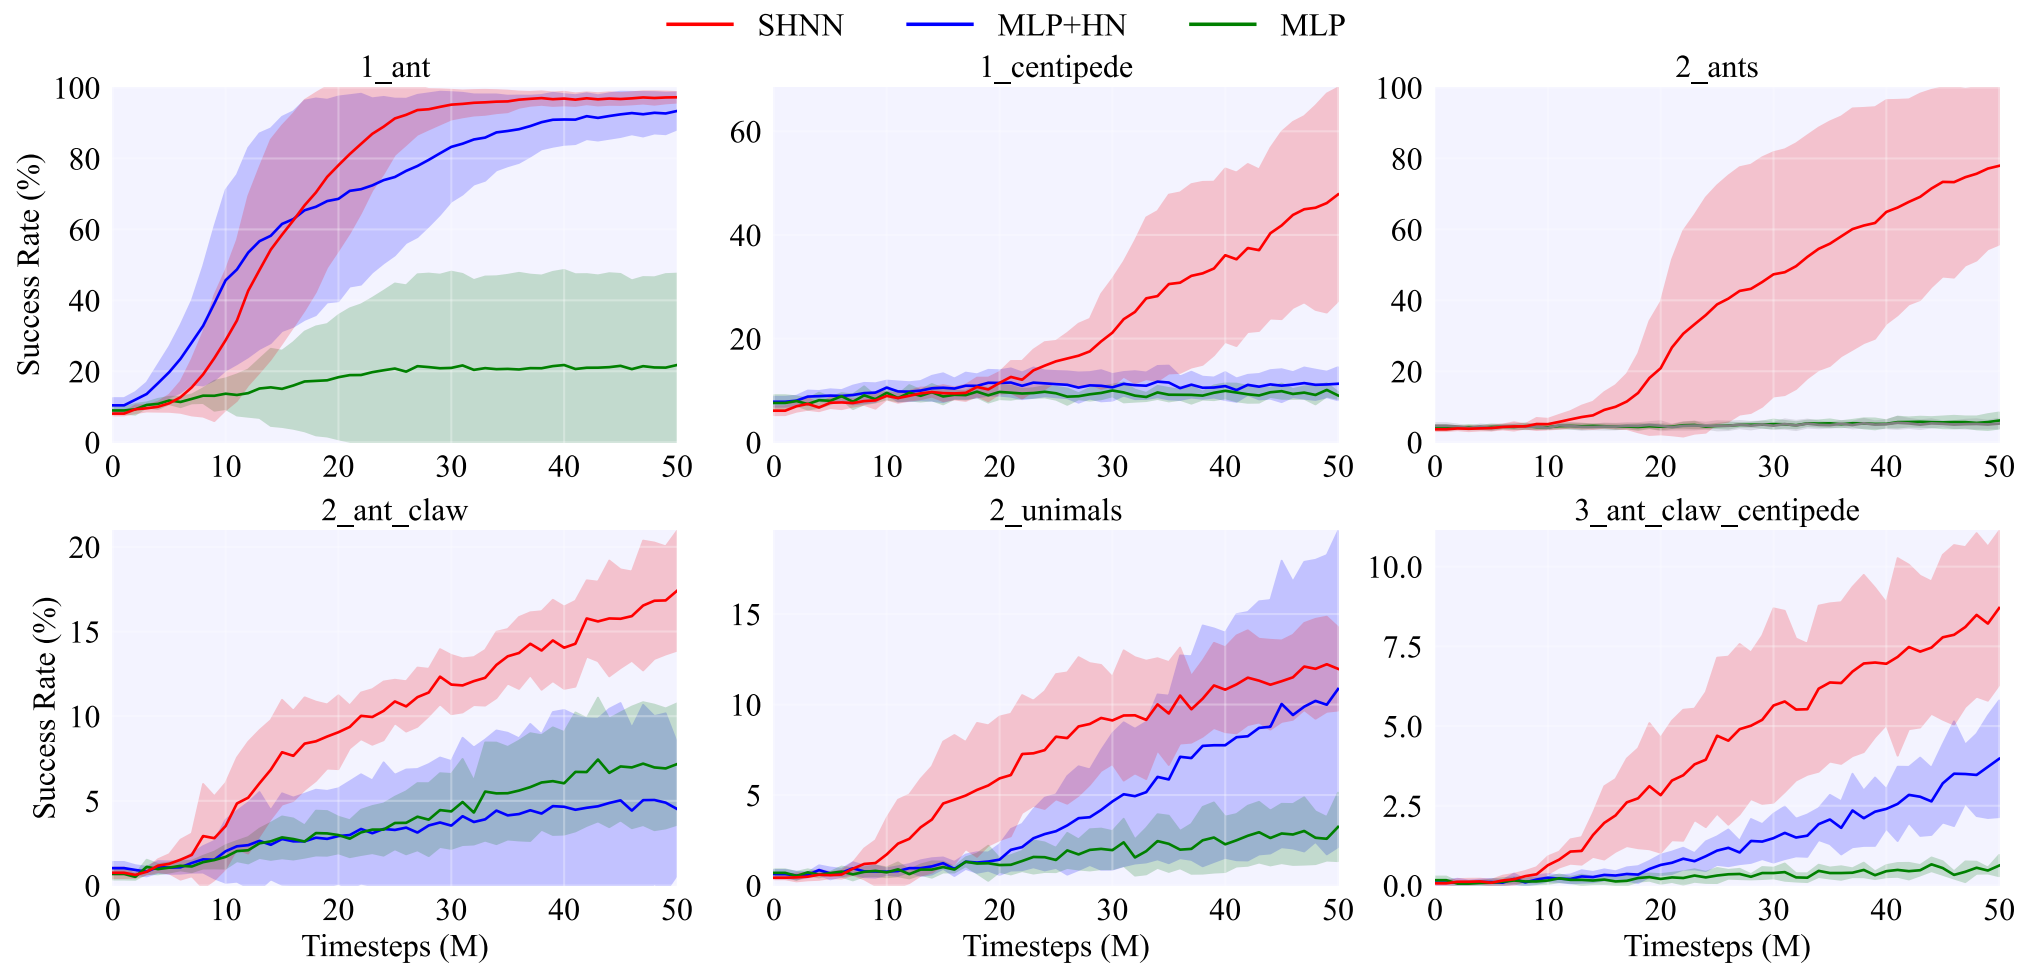 SHNN MLP+HN MLP
1_ant 1_centipede 2_ants
Success Rate (%)
100
80
60
40
20
0
0 10 20 30 40 50
60
40
20
0
0 10 20 30 40 50
100
80
60
40
20
0
0 10 20 30 40 50
2_ant_claw 2_unimals 3_ant_claw_centipede
Success Rate (%)
20
15
10
5
0
0 10 20 30 40 50
Timesteps (M)
15
10
5
0
0 10 20 30 40 50
Timesteps (M)
10.0
7.5
5.0
2.5
0.0
0 10 20 30 40 50
Timesteps (M)